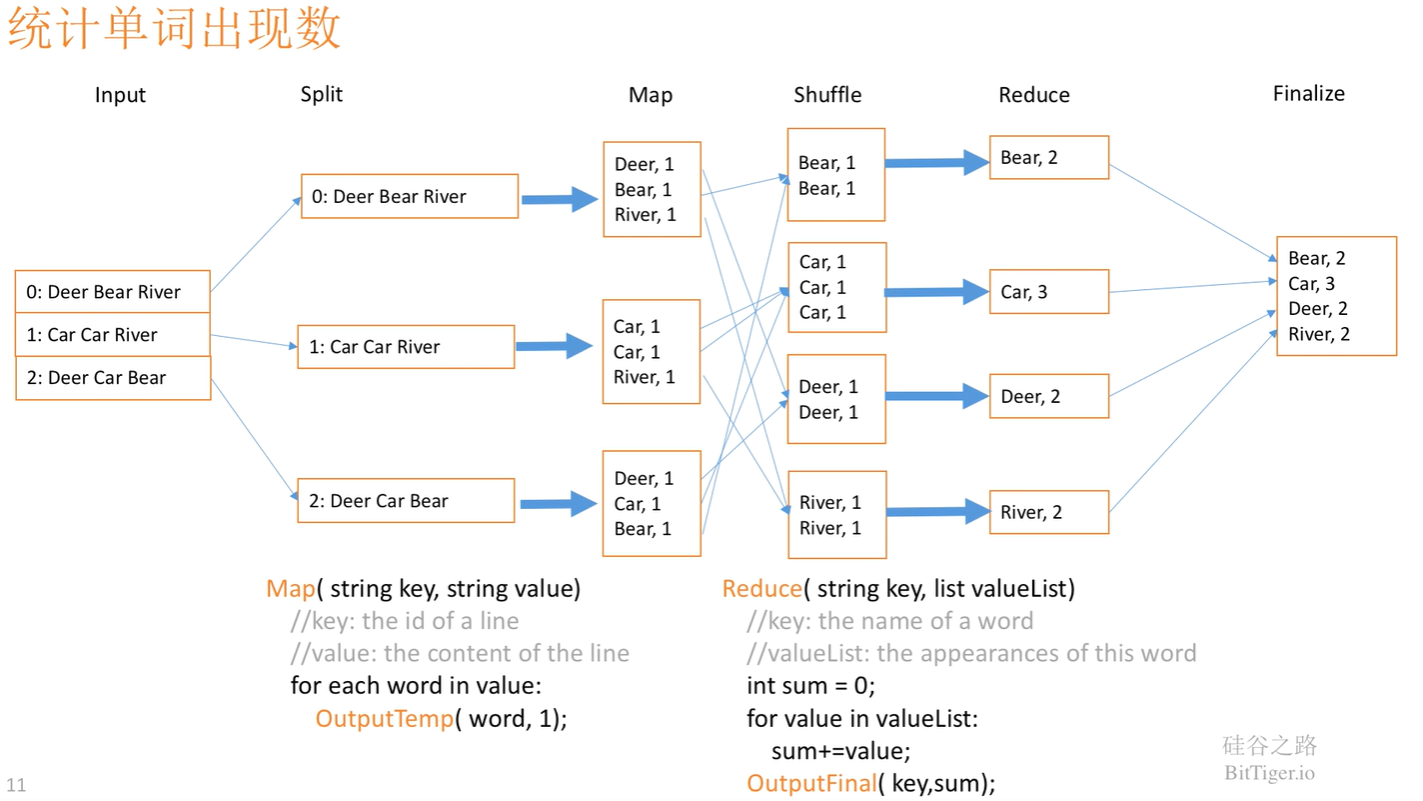 统计单词出现数
Input
Split
Map
Shuffle
Reduce
Finalize
0: Deer Bear River
1: Car Car River
2: Deer Car Bear
0: Deer Bear River
1: Car Car River
2: Deer Car Bear
Deer, 1
Bear, 1
River, 1
Car, 1
Car, 1
River, 1
Deer, 1
Car, 1
Bear, 1
Bear, 1
Bear, 1
Car, 1
Car, 1
Car, 1
Deer, 1
Deer, 1
River, 1
River, 1
Bear, 2
Car, 3
Deer, 2
River, 2
Bear, 2
Car, 3
Deer, 2
River, 2
Map( string key, string value)
//key: the id of a line
//value: the content of the line
for each word in value:
OutputTemp( word, 1);
Reduce( string key, list valueList)
//key: the name of a word
//valueList: the appearances of this word
int sum = 0;
for value in valueList:
sum+=value;
OutputFinal( key,sum);
硅谷之路
BitTiger.io
11